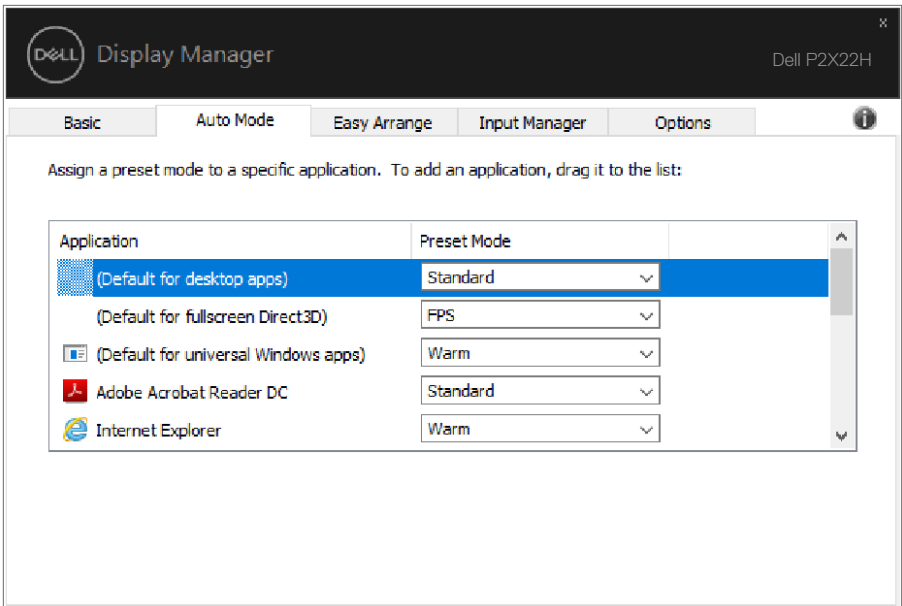 x
DELL Display Manager
Dell P2X22H
Basic Auto Mode Easy Arrange Input Manager Options
Assign a preset mode to a specific application. To add an application, drag it to the list:
Application Preset Mode
(Default for desktop apps) Standard
(Default for fullscreen Direct3D) FPS
(Default for universal Windows apps) Warm
Adobe Acrobat Reader DC Standard
Internet Explorer Warm